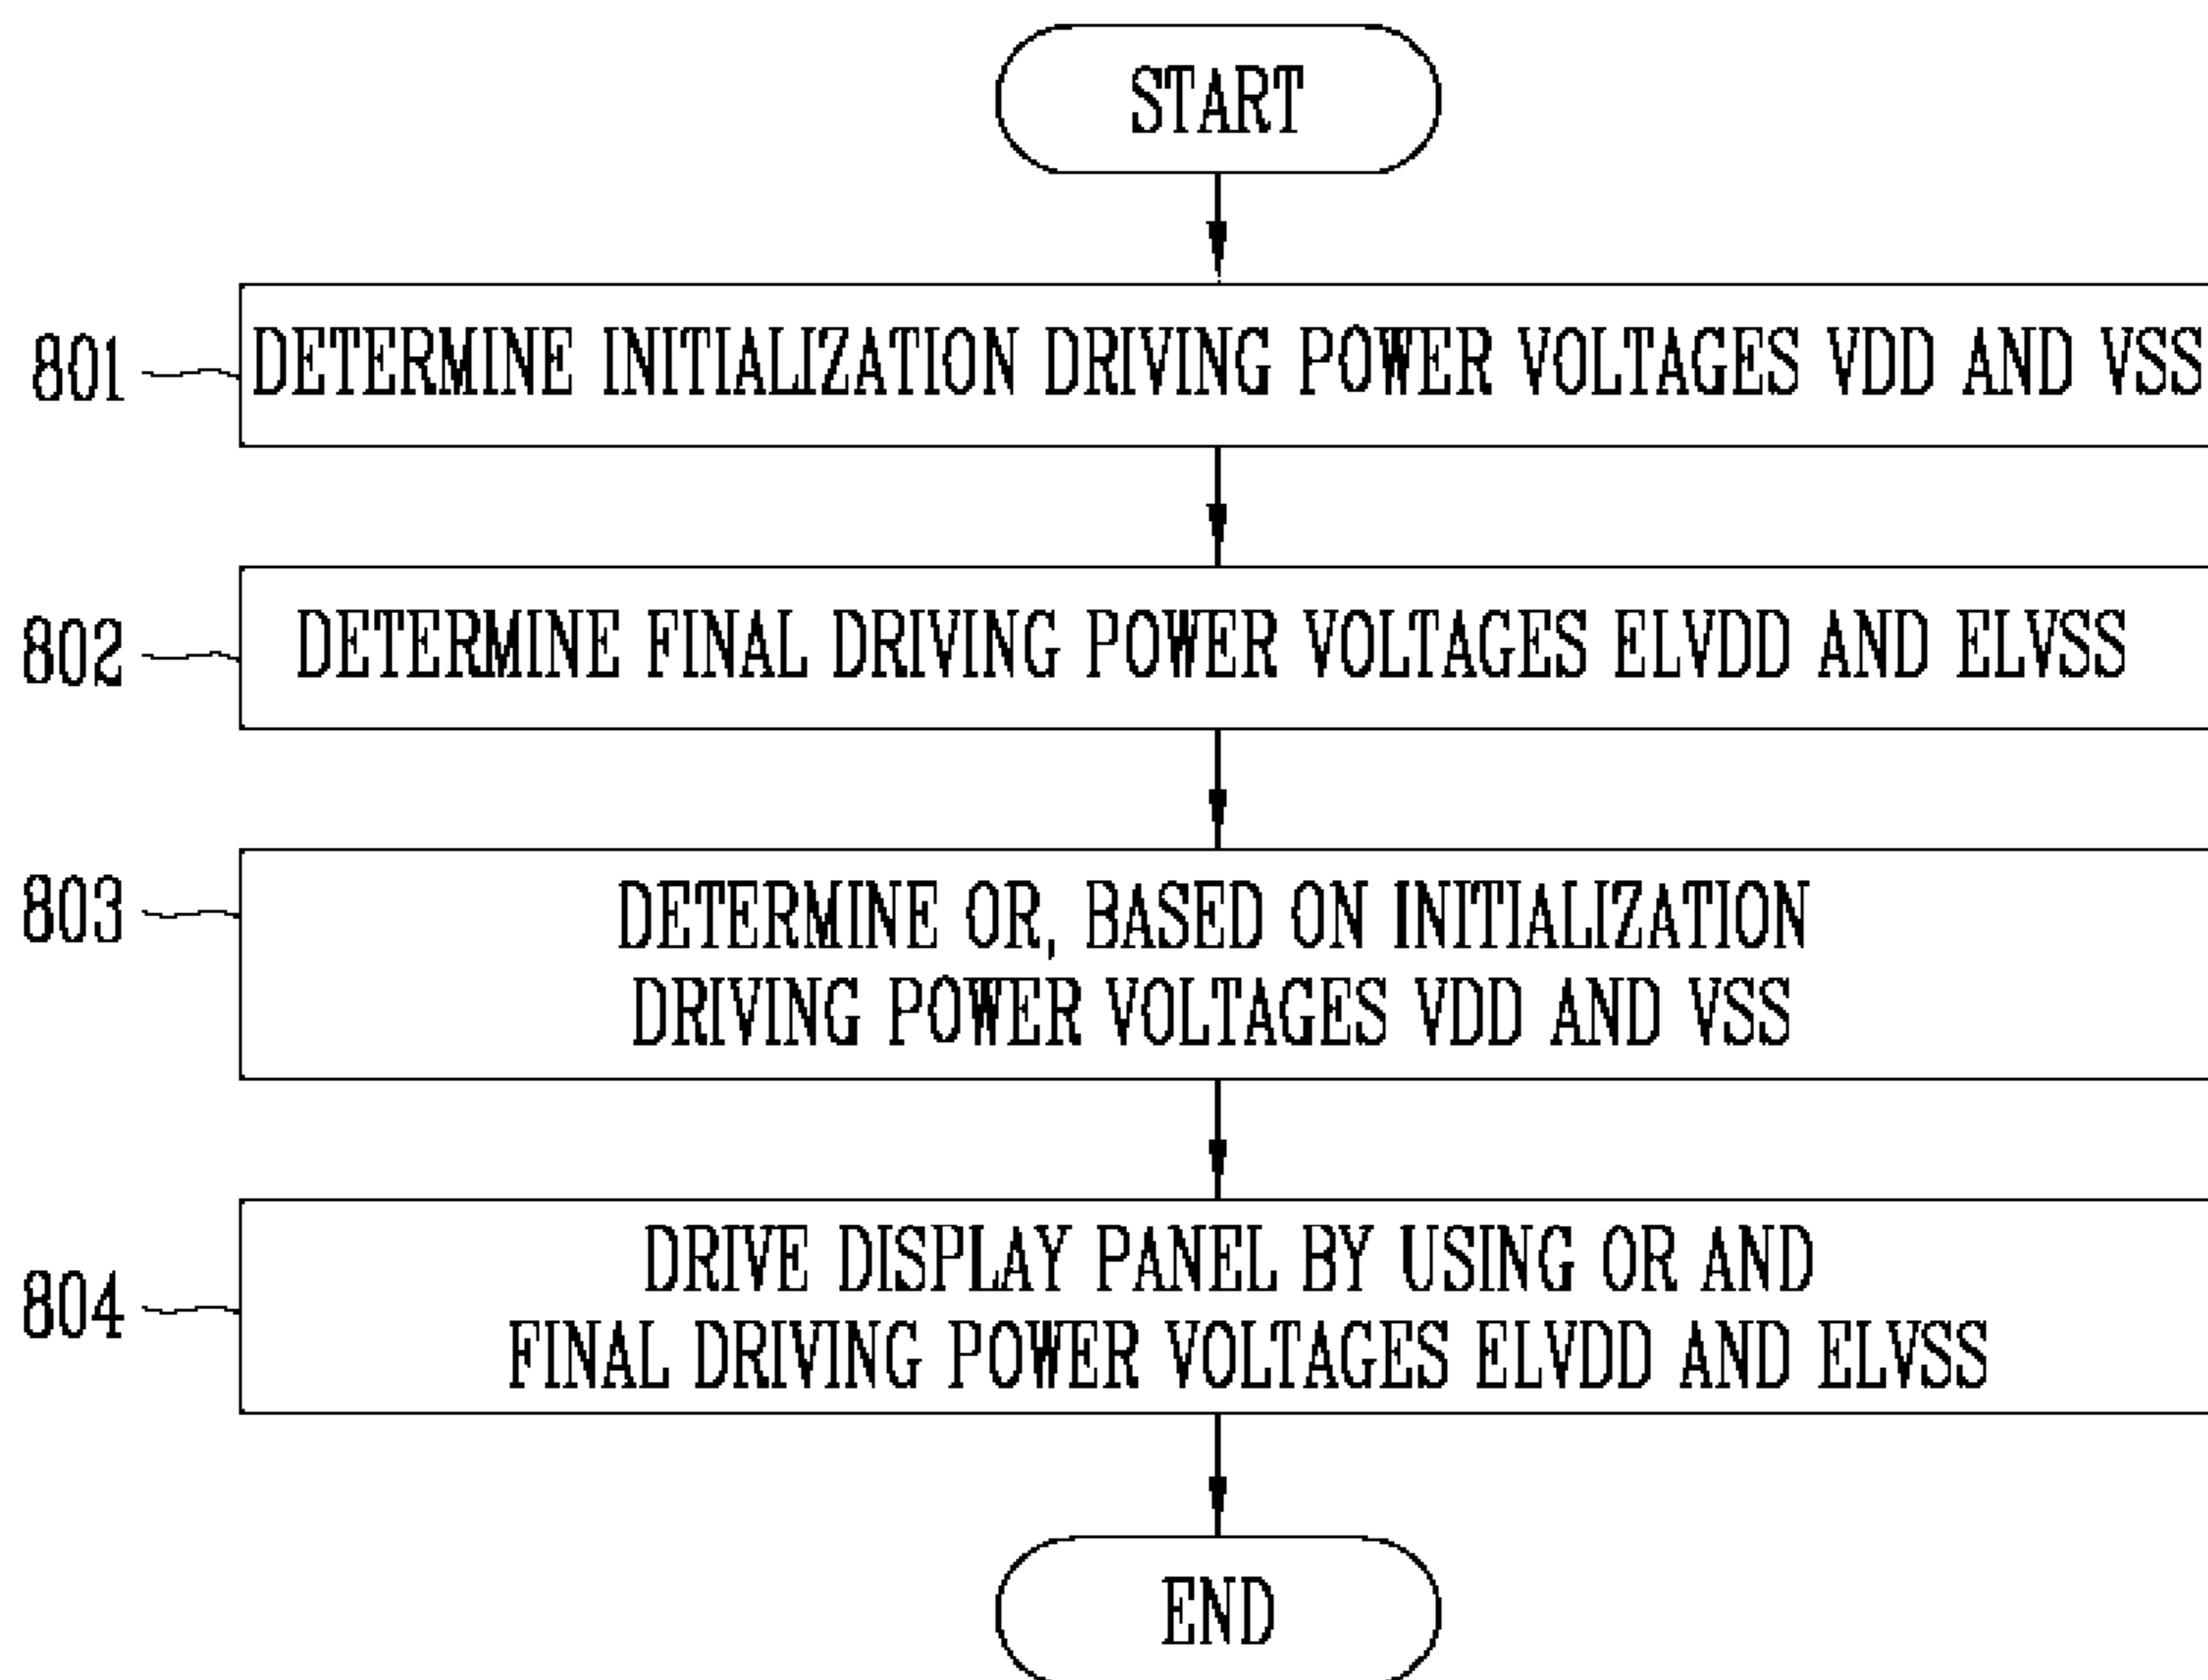 START
801
DETERMINE INITIALIZATION DRIVING POWER VOLTAGES VDD AND VSS
802
DETERMINE FINAL DRIVING POWER VOLTAGES ELVDD AND ELVSS
803
DETERMINE OR, BASED ON INITIALIZATION
DRIVING POWER VOLTAGES VDD AND VSS
804
DRIVE DISPLAY PANEL BY USING OR AND
FINAL DRIVING POWER VOLTAGES ELVDD AND ELVSS
END